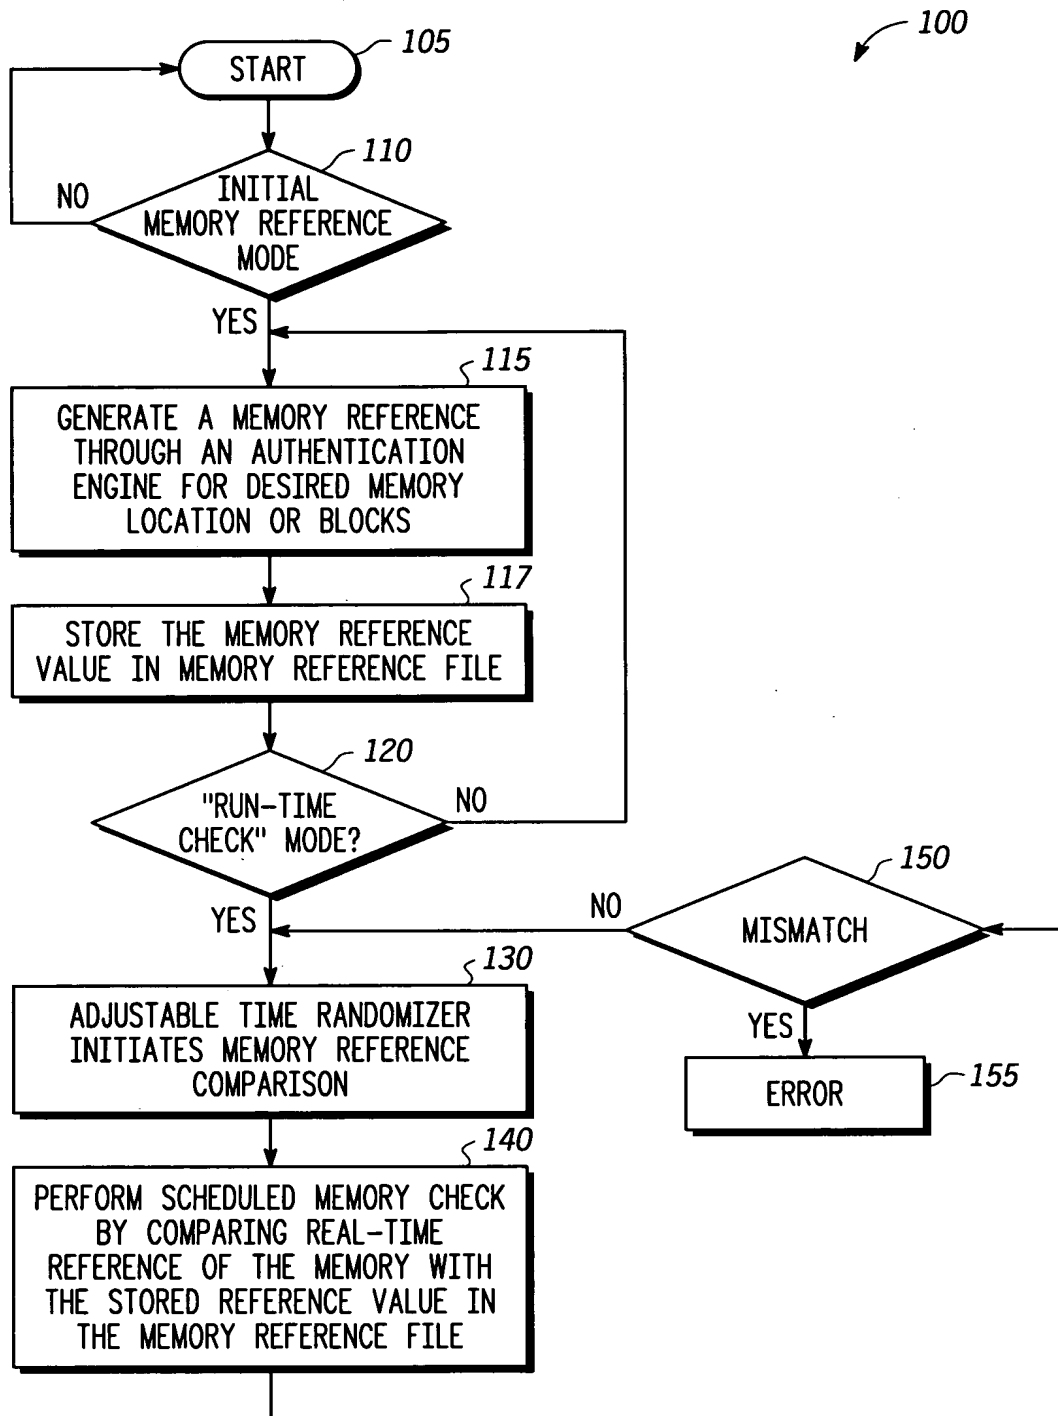 100
105
START
110
INITIAL
MEMORY REFERENCE
MODE
NO
YES
115
GENERATE A MEMORY REFERENCE
THROUGH AN AUTHENTICATION
ENGINE FOR DESIRED MEMORY
LOCATION OR BLOCKS
117
STORE THE MEMORY REFERENCE
VALUE IN MEMORY REFERENCE FILE
120
"RUN-TIME
CHECK" MODE?
NO
YES
150
MISMATCH
NO
YES
155
ERROR
130
ADJUSTABLE TIME RANDOMIZER
INITIATES MEMORY REFERENCE
COMPARISON
140
PERFORM SCHEDULED MEMORY CHECK
BY COMPARING REAL-TIME
REFERENCE OF THE MEMORY WITH
THE STORED REFERENCE VALUE IN
THE MEMORY REFERENCE FILE